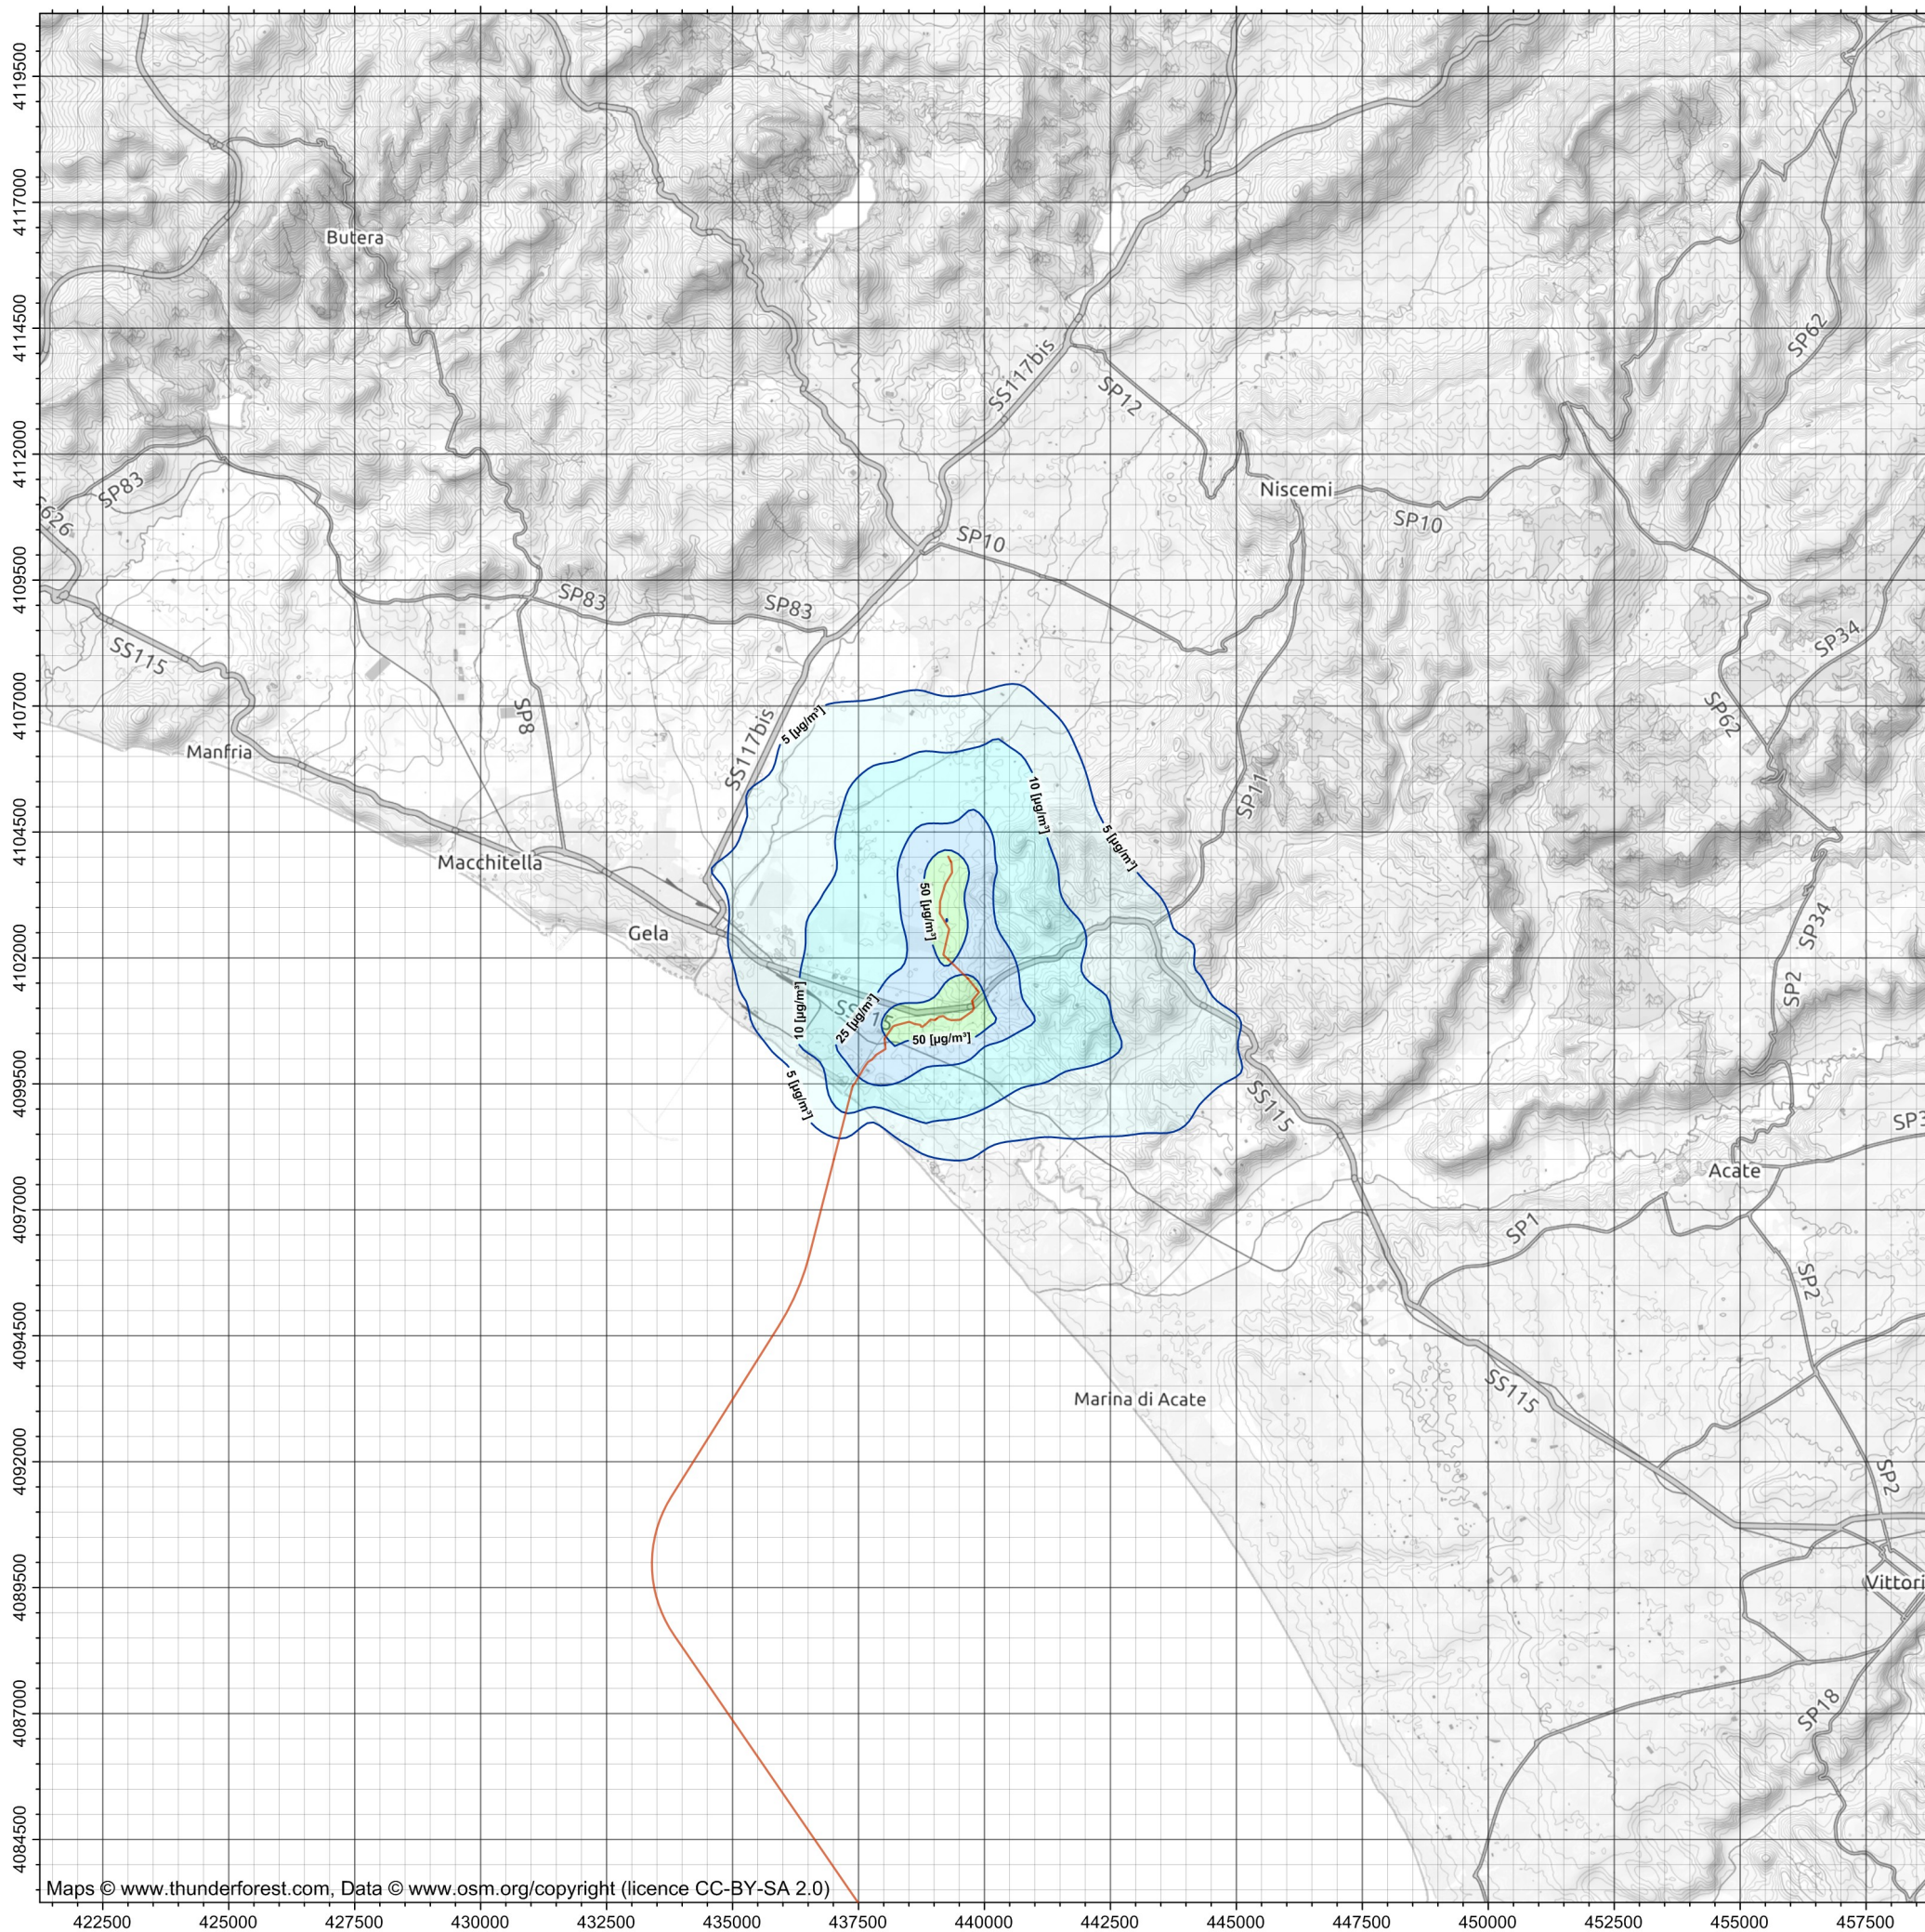 4119500
4117000
4114500
4112000
4109500
4107000
4104500
4102000
4099500
4097000
4094500
4092000
4089500
4087000
4084500
Butera
SS117bis
SP12
SP62
SP83
Niscemi
SP10
SP10
SP83
SP83
SS115
SP34
SP8
SP62
SS117bis
Manfria
5 [µg/m³]
10 [µg/m³]
5 [µg/m³]
SP11
Macchitella
50 [µg/m³]
Gela
SP34
SP2
10 [µg/m³]
25 [µg/m³]
50 [µg/m³]
5 [µg/m³]
SS115
Acate
SP1
SP2
Marina di Acate
SS115
SP2
Vittori
SP18
Maps © www.thunderforest.com, Data © www.osm.org/copyright (licence CC-BY-SA 2.0)
422500 425000 427500 430000 432500 435000 437500 440000 442500 445000 447500 450000 452500 455000 457500